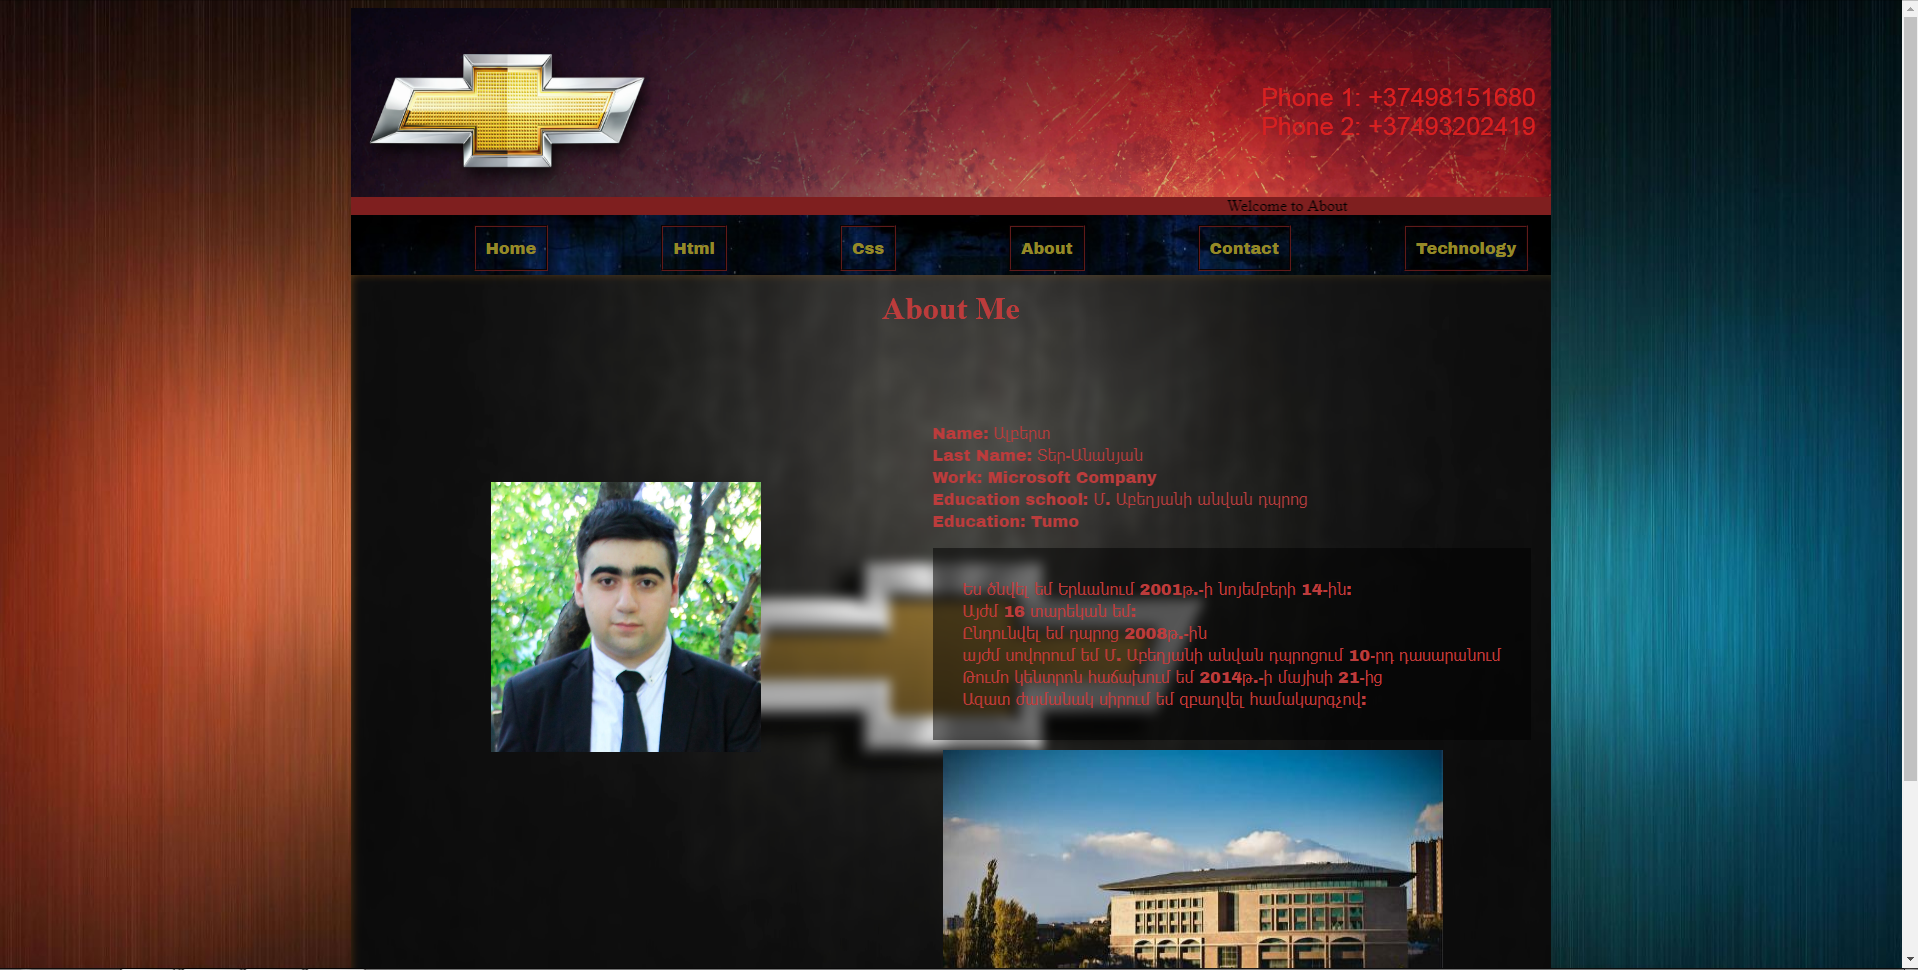 Phone 1: +37498151680
Phone 2: +37493202419
Welcome to About
Home Html Css About Contact Technology
About Me
Name: Ալբերտ
Last Name: Տեր-Անանյան
Work: Microsoft Company
Education school: Մ. Աբեղյանի անվան դպրոց
Education: Tumo
Ես ծնվել եմ Երևանում 2001թ.-ի նոյեմբերի 14-ին:
Այժմ 16 տարեկան եմ:
Ընդունվել եմ դպրոց 2008թ.-ին
այժմ սովորում եմ Մ. Աբեղյանի անվան դպրոցում 10-րդ դասարանում
Թումո կենտրոն հաճախում եմ 2014թ.-ի մայիսի 21-ից
Ազատ ժամանակ սիրում եմ զբաղվել համակարգչով: